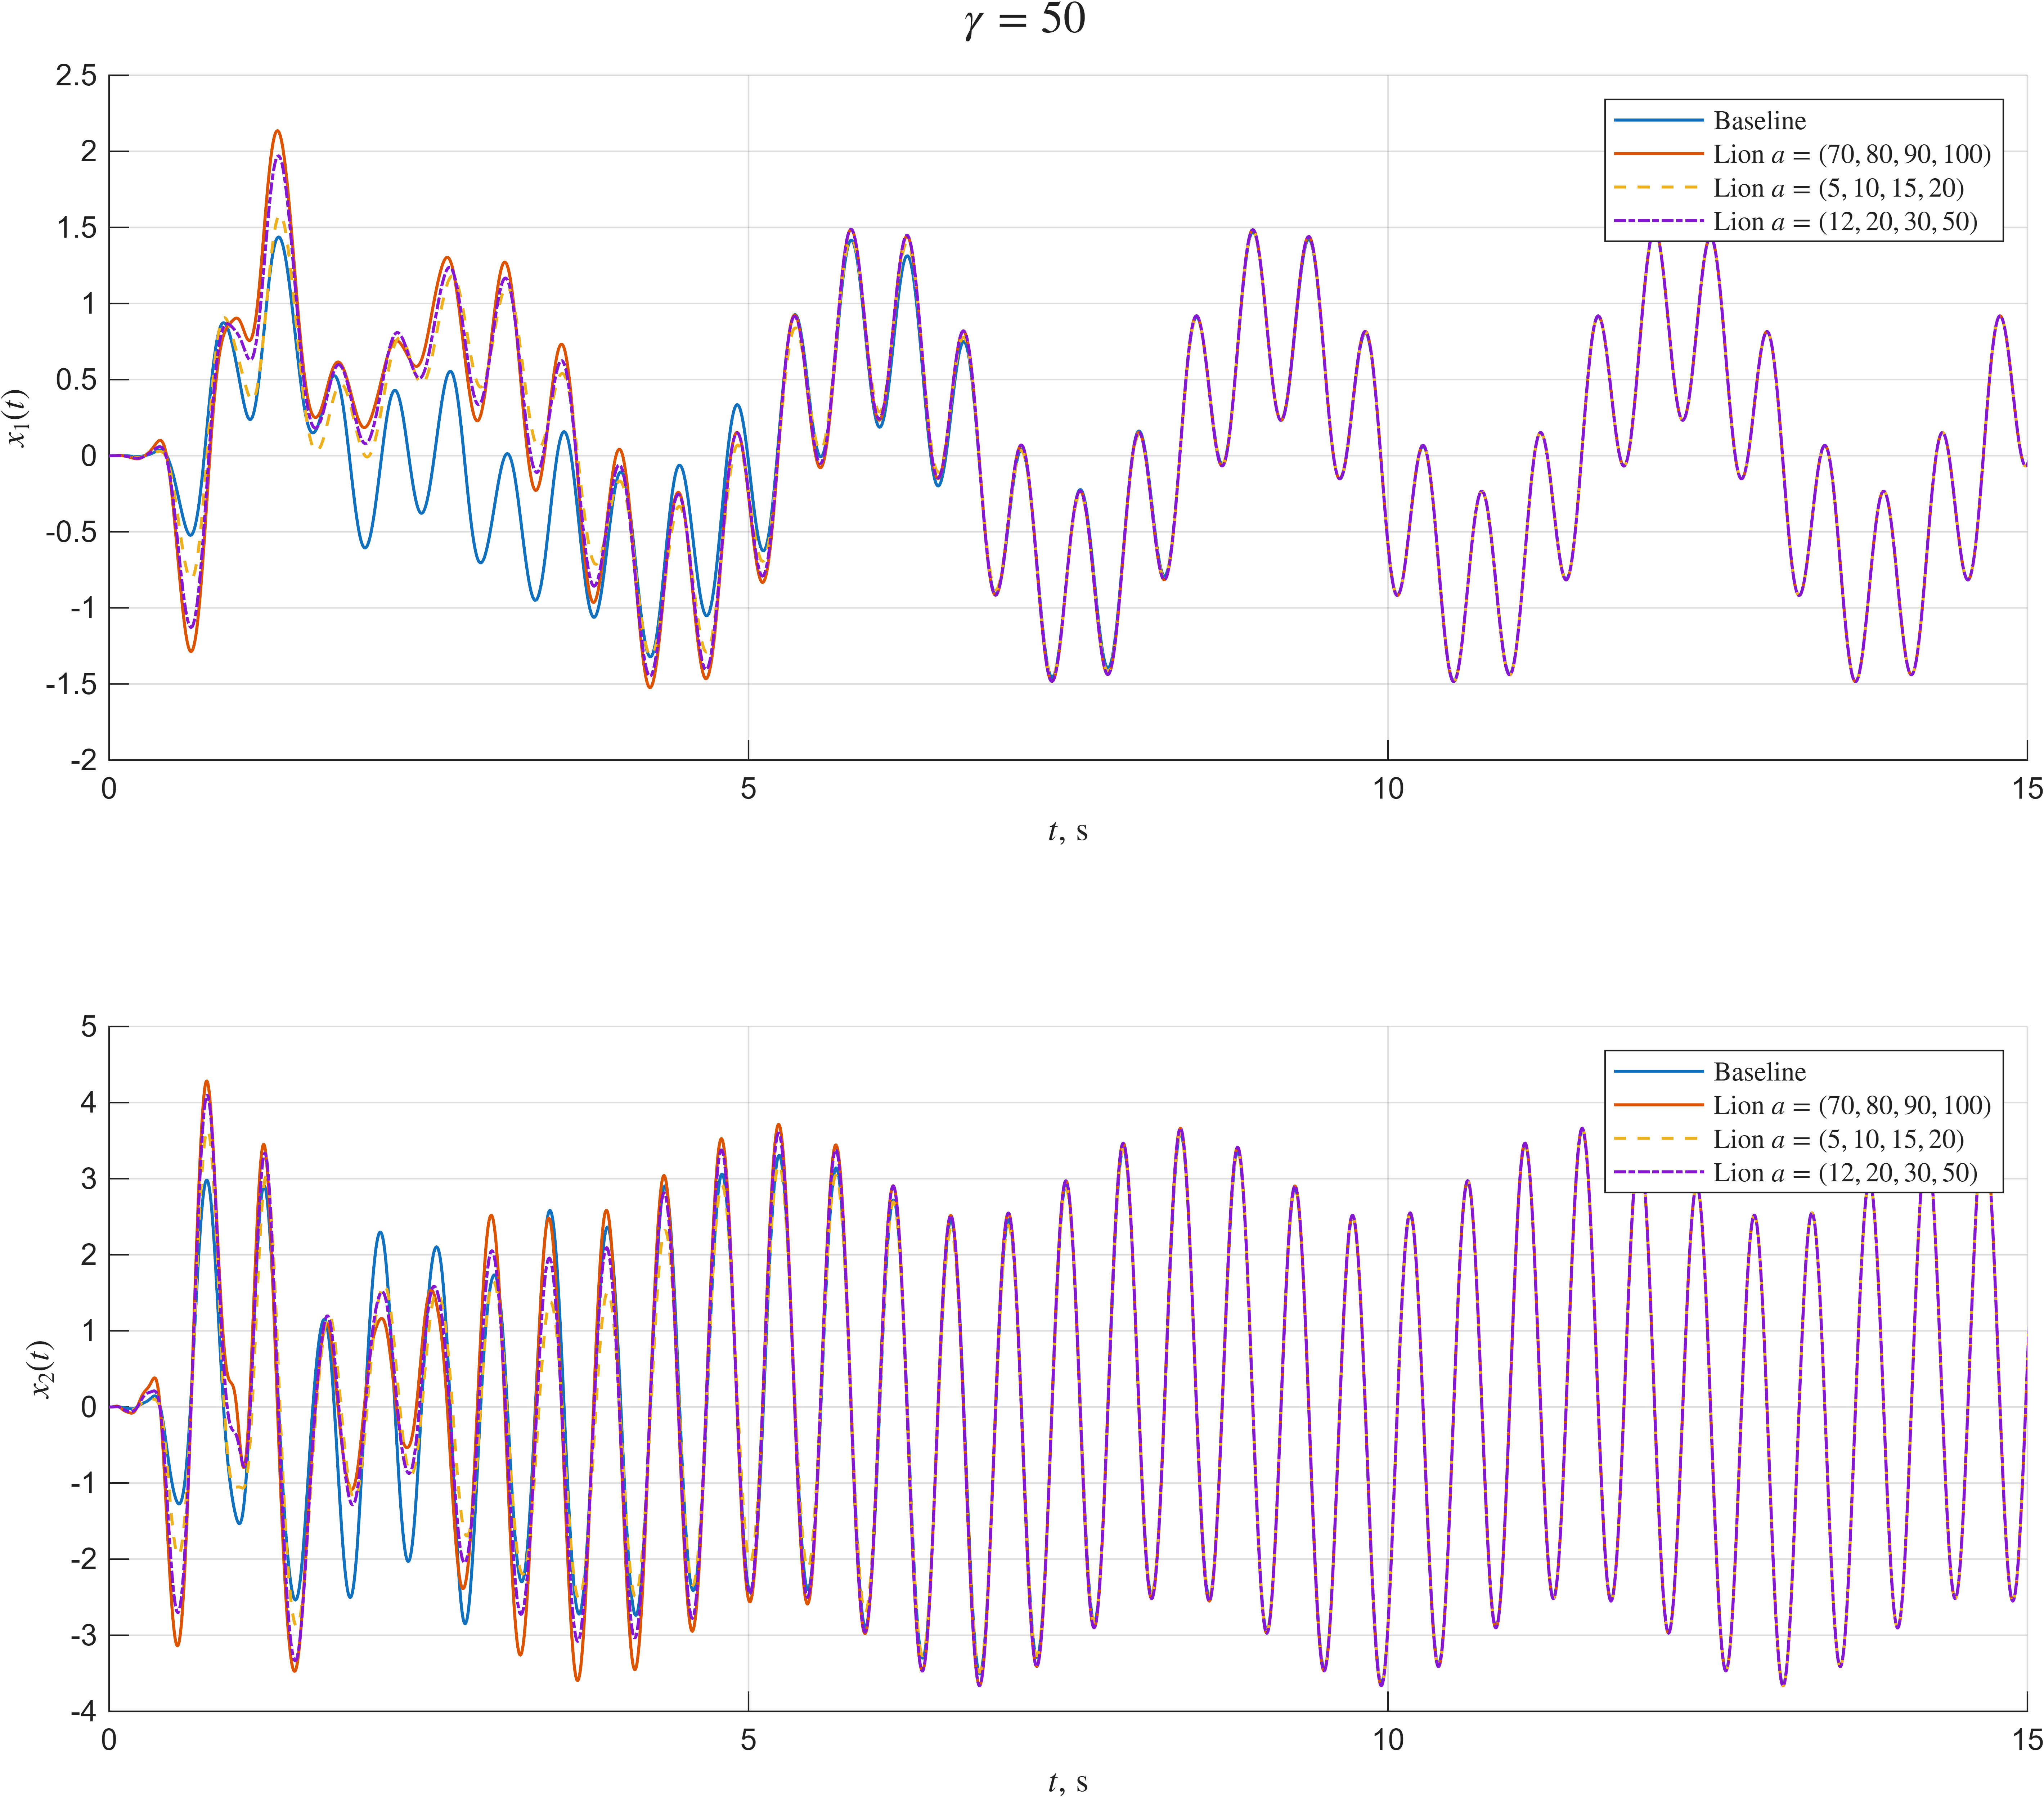 γ = 50
2.5
2
1.5
1
0.5
0
-0.5
-1
-1.5
-2
x₁(t)
Baseline
Lion a = (70, 80, 90, 100)
Lion a = (5, 10, 15, 20)
Lion a = (12, 20, 30, 50)
0 5 10 15
t, s
5
4
3
2
1
0
-1
-2
-3
-4
x₂(t)
Baseline
Lion a = (70, 80, 90, 100)
Lion a = (5, 10, 15, 20)
Lion a = (12, 20, 30, 50)
0 5 10 15
t, s